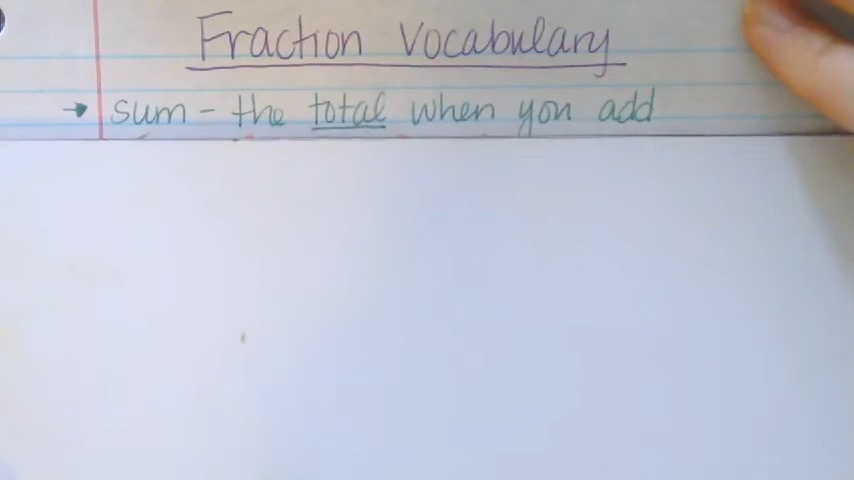 Fraction Vocabulary
→ sum - the total when you add